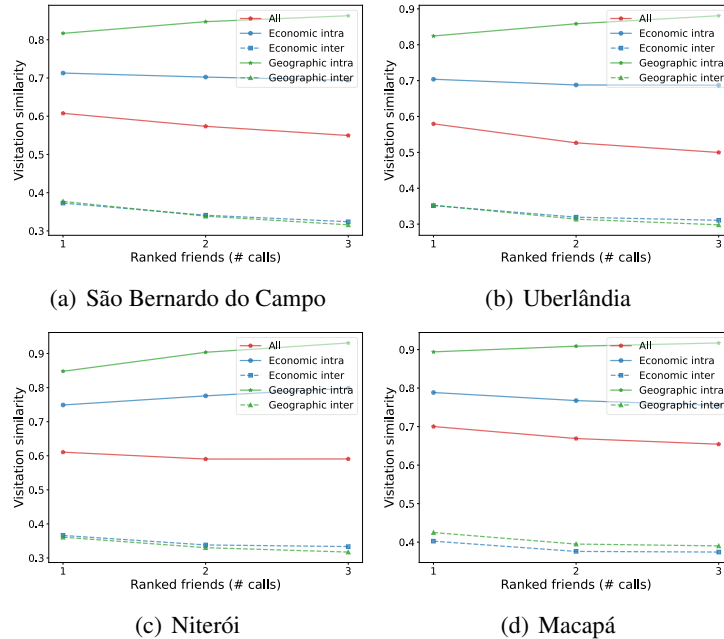 0.8
0.7
0.6
0.5
0.4
0.3
Visitation similarity
All
Economic intra
Economic inter
Geographic intra
Geographic inter
1 2 3
Ranked friends (# calls)
(a) São Bernardo do Campo
0.9
0.8
0.7
0.6
0.5
0.4
0.3
Visitation similarity
All
Economic intra
Economic inter
Geographic intra
Geographic inter
1 2 3
Ranked friends (# calls)
(b) Uberlândia
0.9
0.8
0.7
0.6
0.5
0.4
0.3
Visitation similarity
All
Economic intra
Economic inter
Geographic intra
Geographic inter
1 2 3
Ranked friends (# calls)
(c) Niterói
0.9
0.8
0.7
0.6
0.5
0.4
Visitation similarity
All
Economic intra
Economic inter
Geographic intra
Geographic inter
1 2 3
Ranked friends (# calls)
(d) Macapá